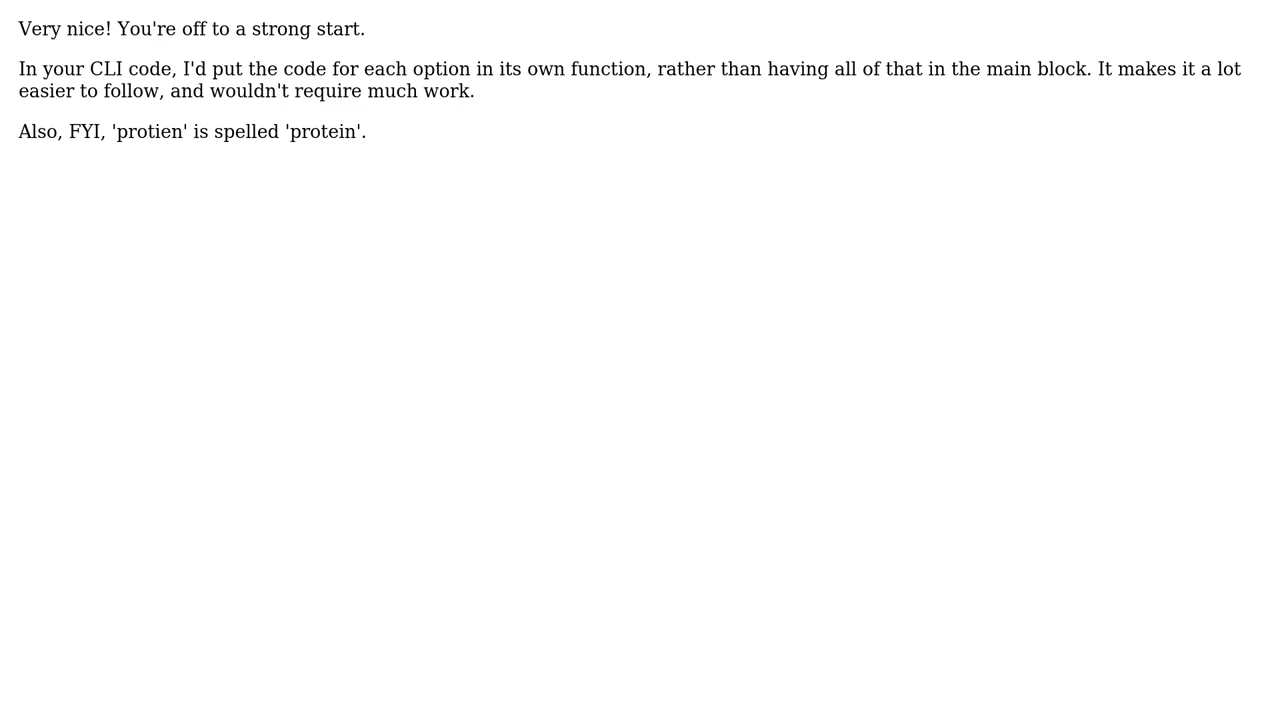 Very nice! You're off to a strong start.
In your CLI code, I'd put the code for each option in its own function, rather than having all of that in the main block. It makes it a lot
easier to follow, and wouldn't require much work.
Also, FYI, 'protien' is spelled 'protein'.